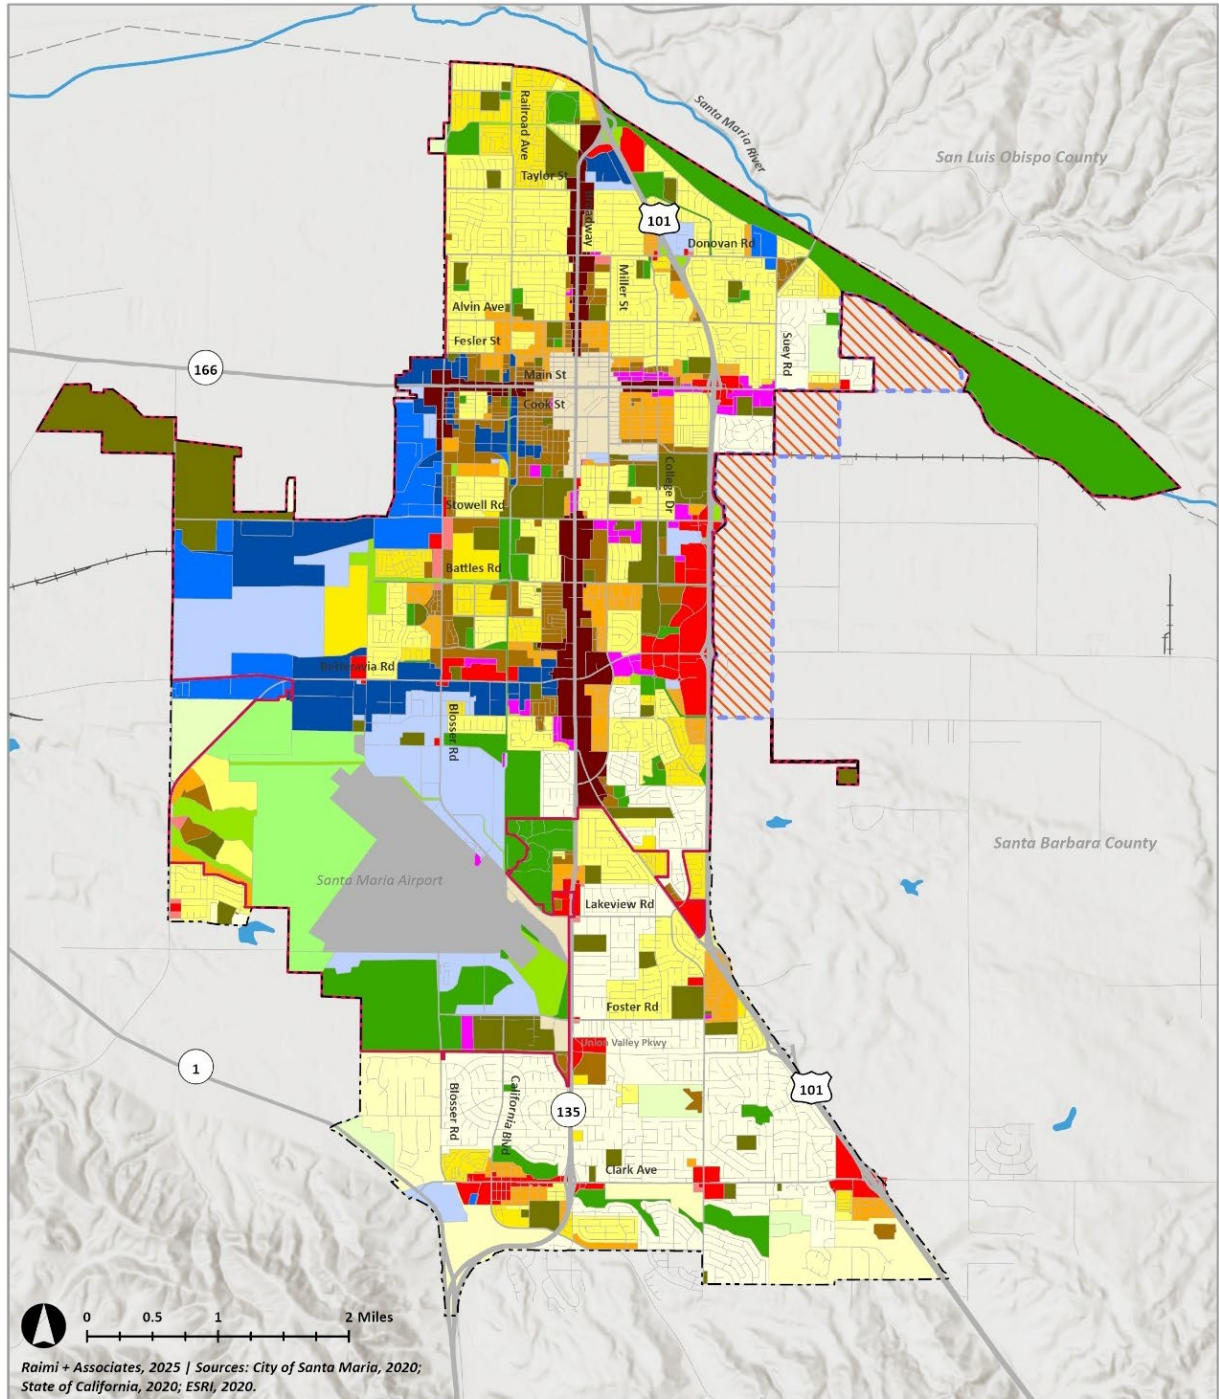 Santa Maria River
San Luis Obispo County
Railroad Ave
Taylor St
101
Donovan Rd
Miller St
Alvin Ave
Suey Rd
Fesler St
166
Main St
Cook St
College Dr
Stowell Rd
Battles Rd
Blosser Rd
Santa Barbara County
Santa Maria Airport
Lakeview Rd
Foster Rd
Union Valley Pkwy
1
101
Blosser Rd
California Blvd
135
Clark Ave
0 0.5 1 2 Miles
Raimi + Associates, 2025 | Sources: City of Santa Maria, 2020;
State of California, 2020; ESRI, 2020.